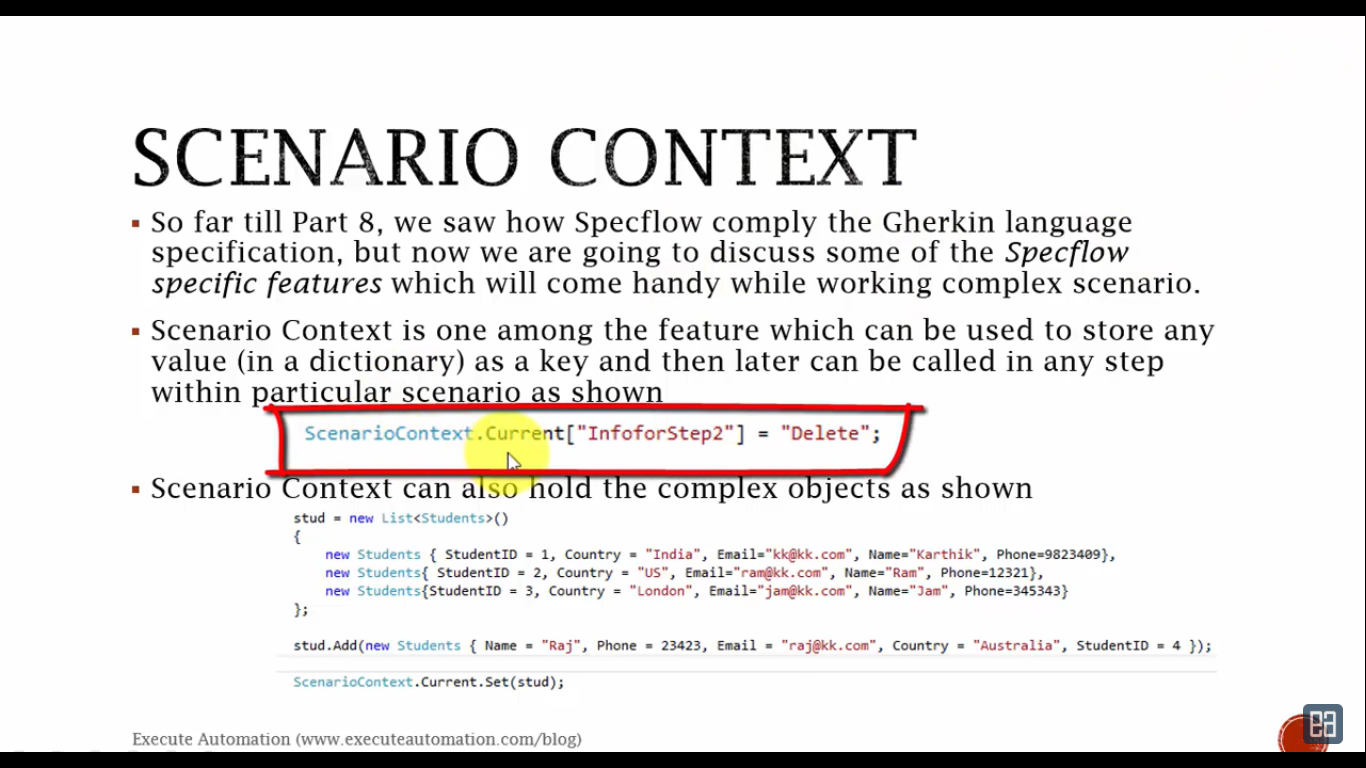 SCENARIO CONTEXT
▪ So far till Part 8, we saw how Specflow comply the Gherkin language
specification, but now we are going to discuss some of the Specflow
specific features which will come handy while working complex scenario.
▪ Scenario Context is one among the feature which can be used to store any
value (in a dictionary) as a key and then later can be called in any step
within particular scenario as shown
ScenarioContext.Current["InfoforStep2"] = "Delete";
▪ Scenario Context can also hold the complex objects as shown
stud = new List<Students>()
{
new Students { StudentID = 1, Country = "India", Email="kk@kk.com", Name="Karthik", Phone=9823409},
new Students{ StudentID = 2, Country = "US", Email="ram@kk.com", Name="Ram", Phone=12321},
new Students{StudentID = 3, Country = "London", Email="jam@kk.com", Name="Jam", Phone=345343}
};
stud.Add(new Students { Name = "Raj", Phone = 23423, Email = "raj@kk.com", Country = "Australia", StudentID = 4 });
ScenarioContext.Current.Set(stud);
Execute Automation (www.executeautomation.com/blog)
ea